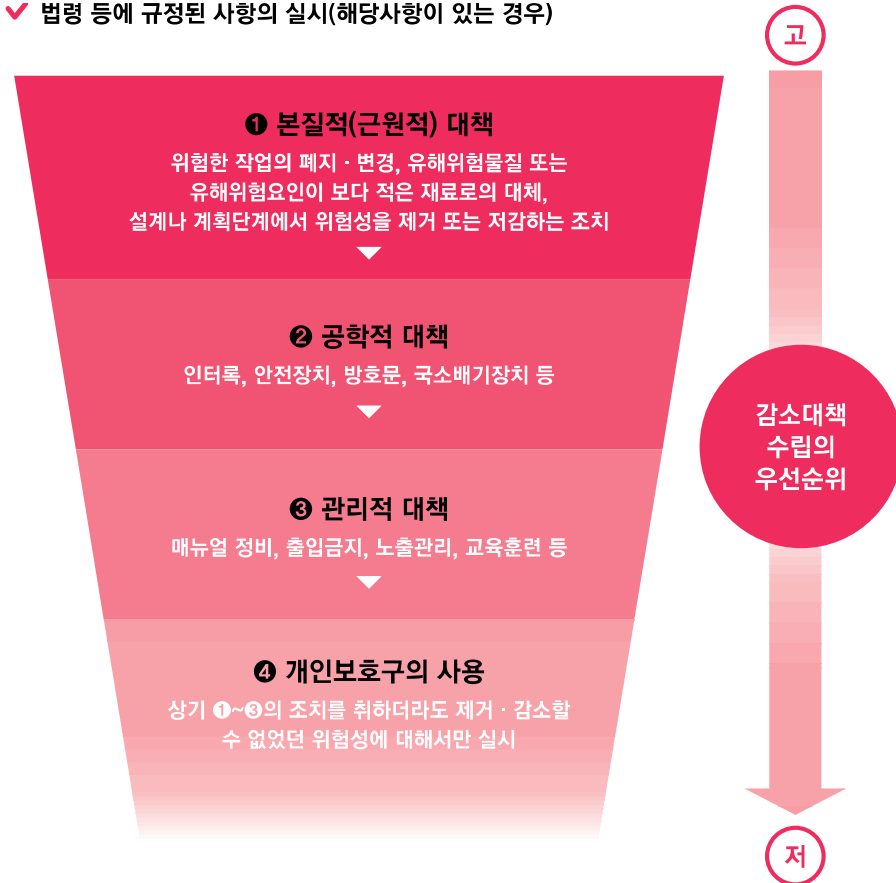 법령 등에 규정된 사항의 실시(해당사항이 있는 경우)
고
❶ 본질적(근원적) 대책
위험한 작업의 폐지 · 변경, 유해위험물질 또는
유해위험요인이 보다 적은 재료로의 대체,
설계나 계획단계에서 위험성을 제거 또는 저감하는 조치
❷ 공학적 대책
인터록, 안전장치, 방호문, 국소배기장치 등
감소대책
수립의
우선순위
❸ 관리적 대책
매뉴얼 정비, 출입금지, 노출관리, 교육훈련 등
❹ 개인보호구의 사용
상기 ❶~❸의 조치를 취하더라도 제거 · 감소할
수 없었던 위험성에 대해서만 실시
저